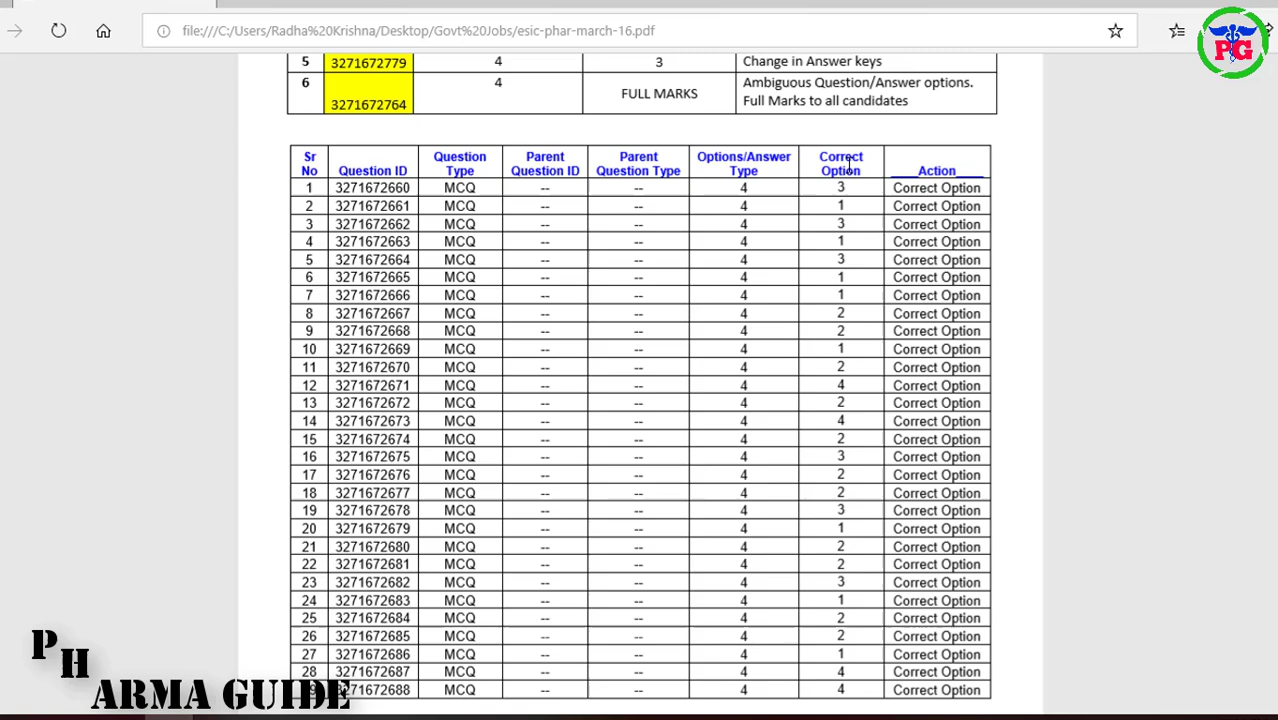 file:///C:/Users/Radha%20Krishna/Desktop/Govt%20Jobs/esic-phar-march-16.pdf
PG
5 3271672779 4 3 Change in Answer keys
6 3271672764 4 FULL MARKS Ambiguous Question/Answer options. Full Marks to all candidates
Sr No Question ID Question Type Parent Question ID Parent Question Type Options/Answer Type Correct Option Action
1 3271672660 MCQ -- -- 4 3 Correct Option
2 3271672661 MCQ -- -- 4 1 Correct Option
3 3271672662 MCQ -- -- 4 3 Correct Option
4 3271672663 MCQ -- -- 4 1 Correct Option
5 3271672664 MCQ -- -- 4 3 Correct Option
6 3271672665 MCQ -- -- 4 1 Correct Option
7 3271672666 MCQ -- -- 4 1 Correct Option
8 3271672667 MCQ -- -- 4 2 Correct Option
9 3271672668 MCQ -- -- 4 2 Correct Option
10 3271672669 MCQ -- -- 4 1 Correct Option
11 3271672670 MCQ -- -- 4 2 Correct Option
12 3271672671 MCQ -- -- 4 4 Correct Option
13 3271672672 MCQ -- -- 4 2 Correct Option
14 3271672673 MCQ -- -- 4 4 Correct Option
15 3271672674 MCQ -- -- 4 2 Correct Option
16 3271672675 MCQ -- -- 4 3 Correct Option
17 3271672676 MCQ -- -- 4 2 Correct Option
18 3271672677 MCQ -- -- 4 2 Correct Option
19 3271672678 MCQ -- -- 4 3 Correct Option
20 3271672679 MCQ -- -- 4 1 Correct Option
21 3271672680 MCQ -- -- 4 2 Correct Option
22 3271672681 MCQ -- -- 4 2 Correct Option
23 3271672682 MCQ -- -- 4 3 Correct Option
24 3271672683 MCQ -- -- 4 1 Correct Option
25 3271672684 MCQ -- -- 4 2 Correct Option
26 3271672685 MCQ -- -- 4 2 Correct Option
27 3271672686 MCQ -- -- 4 1 Correct Option
28 3271672687 MCQ -- -- 4 4 Correct Option
3271672688 MCQ -- -- 4 4 Correct Option
PHARMA GUIDE